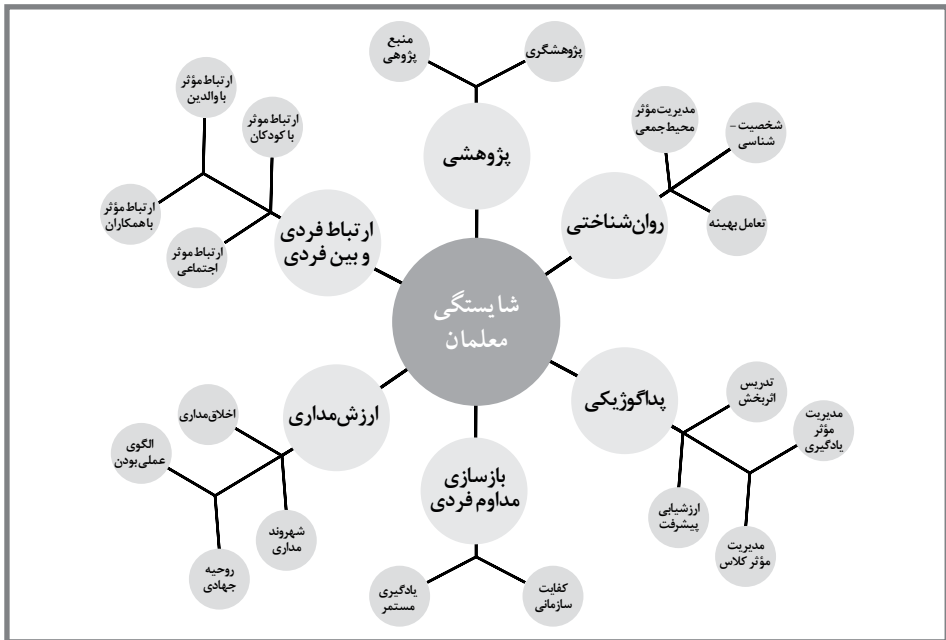 شایستگی
معلمان
پژوهشی
منبع
پژوهی
پژوهشگری
روان‌شناختی
مدیریت مؤثر
محیط جمعی
شخصیت –
شناسی
تعامل بهینه
پداگوژیکی
تدریس
اثربخش
مدیریت
مؤثر
یادگیری
ارزشیابی
پیشرفت
مدیریت
مؤثر کلاس
بازسازی
مداوم فردی
کفایت
سازمانی
یادگیری
مستمر
ارزش‌مداری
اخلاق‌مداری
الگوی
عملی‌بودن
شهروند
مداری
روحیه
جهادی
ارتباط فردی
و بین فردی
ارتباط مؤثر
با والدین
ارتباط موثر
با کودکان
ارتباط مؤثر
با همکاران
ارتباط موثر
اجتماعی